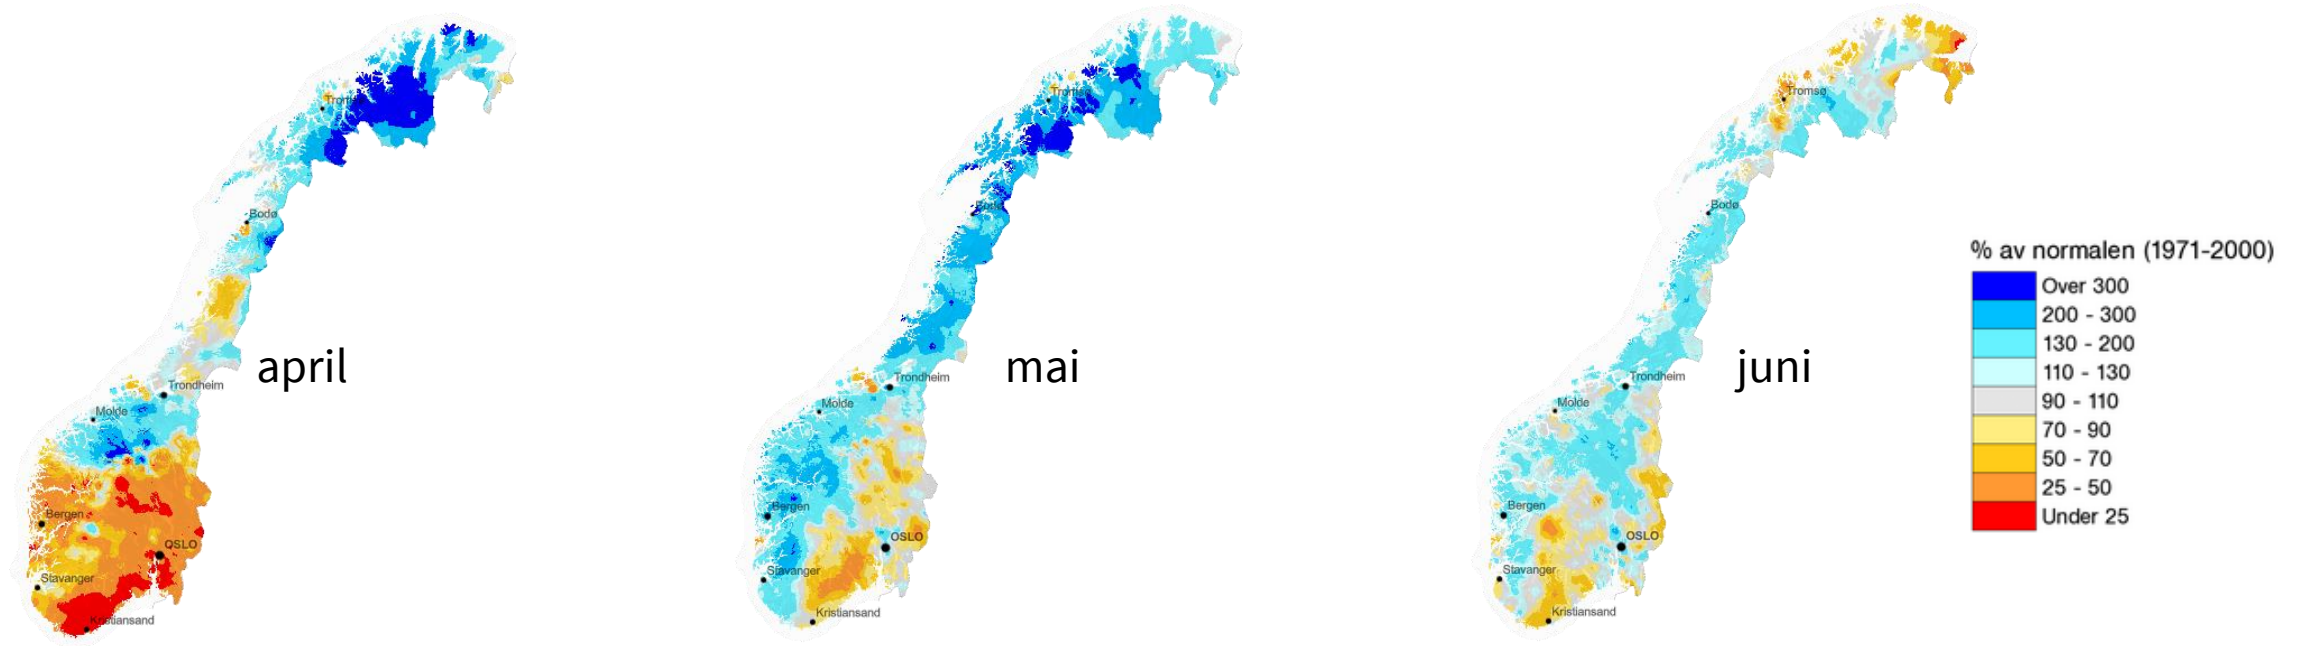 Tromsø
Bodø
Trondheim
Molde
Bergen
OSLO
Stavanger
Kristiansand
april
Tromsø
Bodø
Trondheim
Molde
Bergen
OSLO
Stavanger
Kristiansand
mai
Tromsø
Bodø
Trondheim
Molde
Bergen
OSLO
Stavanger
Kristiansand
juni
% av normalen (1971-2000)
Over 300
200 - 300
130 - 200
110 - 130
90 - 110
70 - 90
50 - 70
25 - 50
Under 25